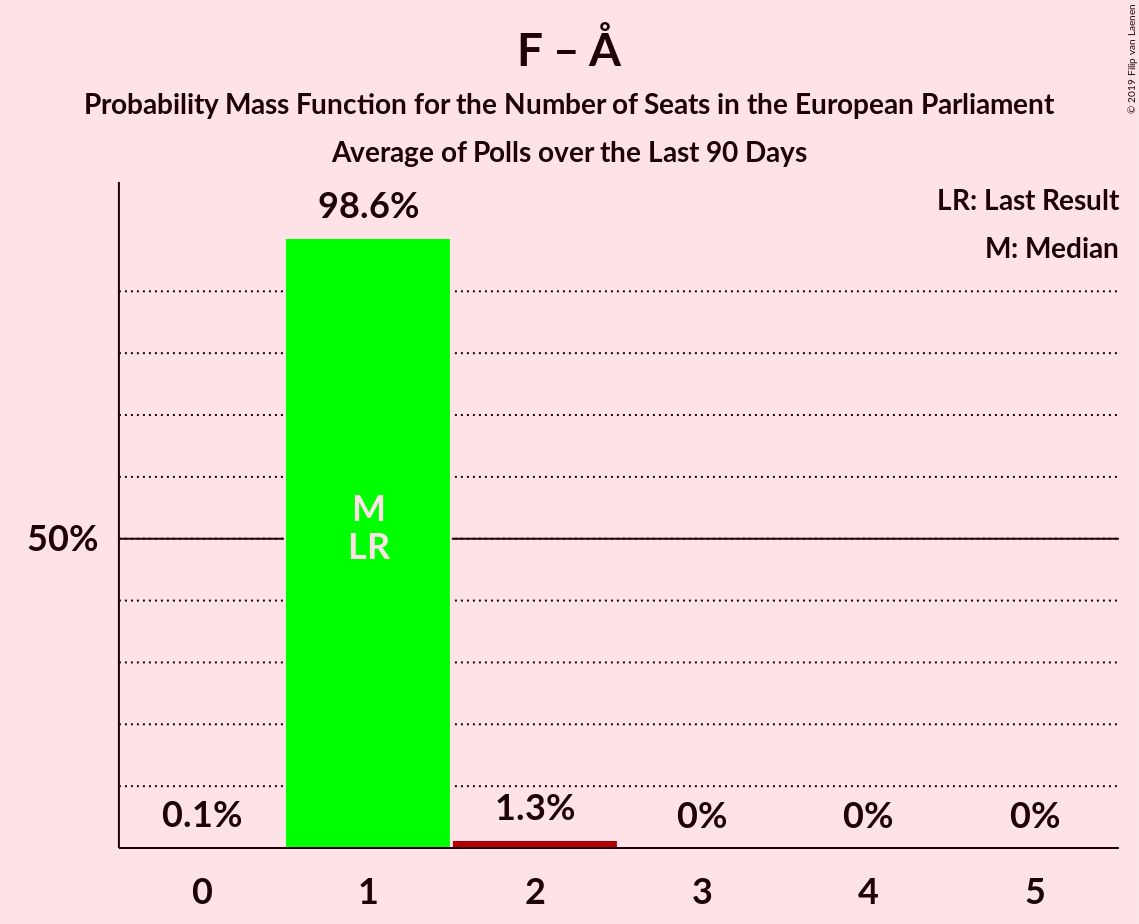 F – Å
Probability Mass Function for the Number of Seats in the European Parliament
Average of Polls over the Last 90 Days
© 2019 Filip van Laenen
LR: Last Result
M: Median
98.6%
M
LR
50%
0.1%
1.3%
0%
0%
0%
0
1
2
3
4
5